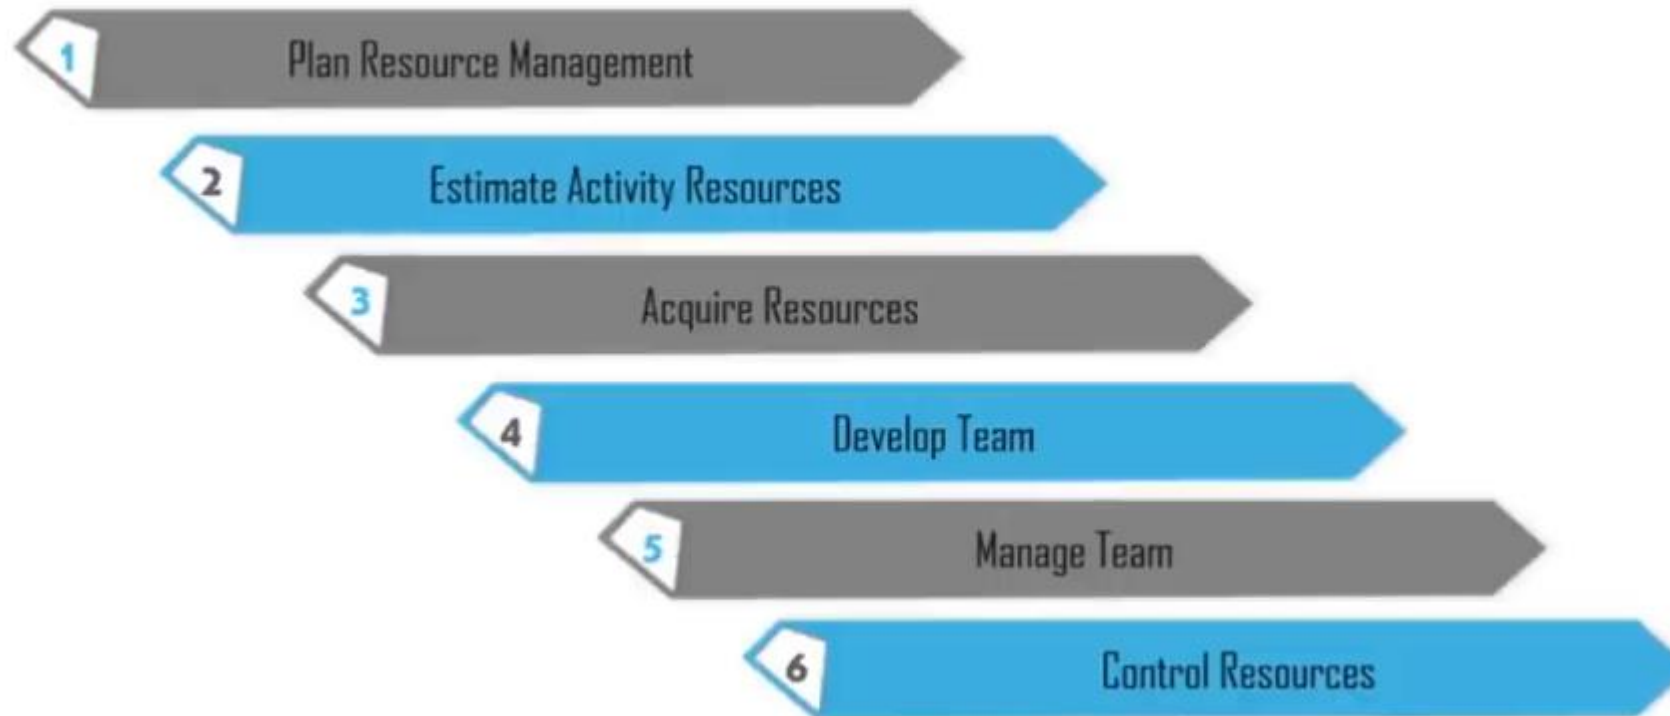 1 Plan Resource Management
2 Estimate Activity Resources
3 Acquire Resources
4 Develop Team
5 Manage Team
6 Control Resources